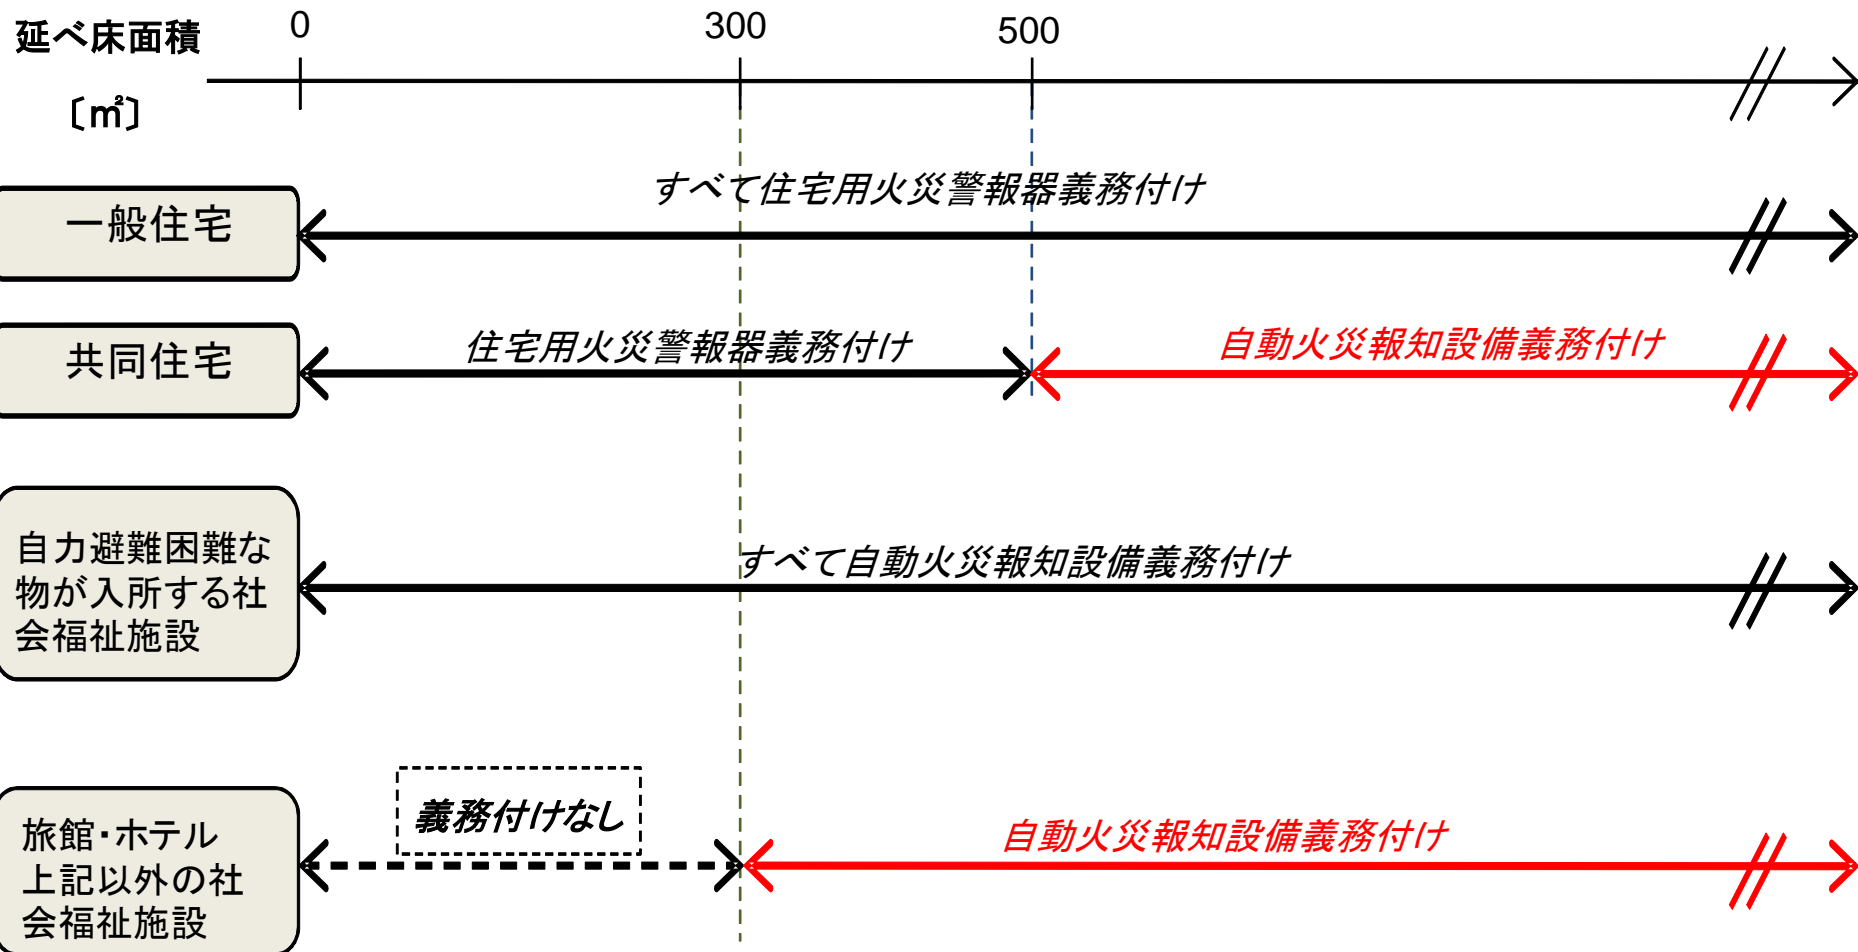 延べ床面積
0
300
500
〔㎡〕
すべて住宅用火災警報器義務付け
一般住宅
住宅用火災警報器義務付け
自動火災報知設備義務付け
共同住宅
自力避難困難な
物が入所する社
会福祉施設
すべて自動火災報知設備義務付け
義務付けなし
自動火災報知設備義務付け
旅館・ホテル
上記以外の社
会福祉施設